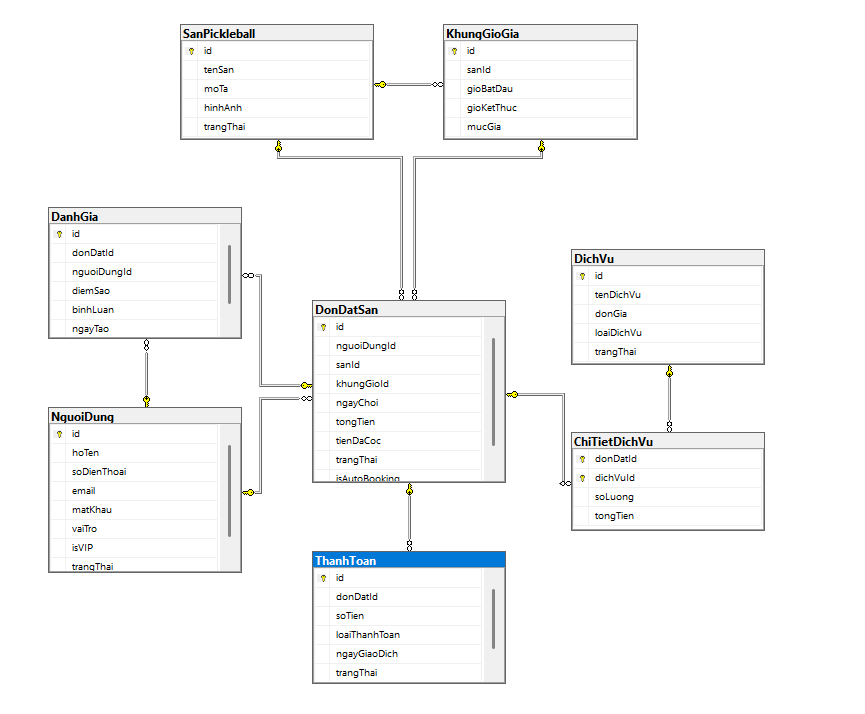 SanPickleball
id
tenSan
moTa
hinhAnh
trangThai
KhungGioGia
id
sanId
gioBatDau
gioKetThuc
mucGia
DanhGia
id
donDatId
nguoiDungId
diemSao
binhLuan
ngayTao
DichVu
id
tenDichVu
donGia
loaiDichVu
trangThai
DonDatSan
id
nguoiDungId
sanId
khungGioId
ngayChoi
tongTien
tienDaCoc
trangThai
isAutoBooking
NguoiDung
id
hoTen
soDienThoai
email
matKhau
vaiTro
isVIP
trangThai
ChiTietDichVu
donDatId
dichVuId
soLuong
tongTien
ThanhToan
id
donDatId
soTien
loaiThanhToan
ngayGiaoDich
trangThai